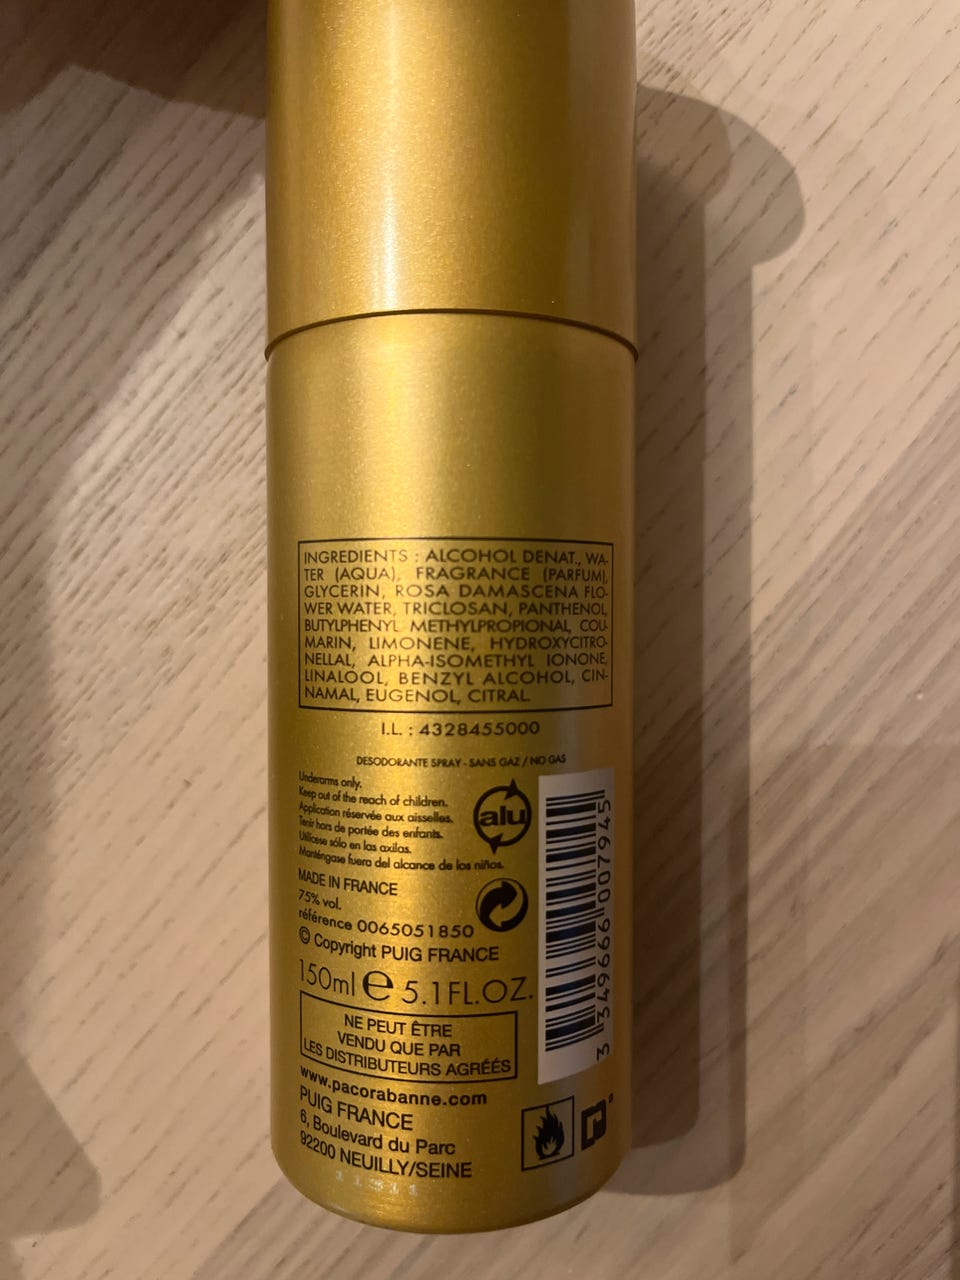 INGREDIENTS : ALCOHOL DENAT., WA-
TER (AQUA), FRAGRANCE (PARFUM),
GLYCERIN, ROSA DAMASCENA FLO-
WER WATER, TRICLOSAN, PANTHENOL,
BUTYLPHENYL METHYLPROPIONAL, COU-
MARIN, LIMONENE, HYDROXYCITRO-
NELLAL, ALPHA-ISOMETHYL IONONE,
LINALOOL, BENZYL ALCOHOL, CIN-
NAMAL, EUGENOL, CITRAL.
I.L. : 4328455000
DESODORANTE SPRAY - SANS GAZ / NO GAS
Underarms only.
Keep out of the reach of children.
Application réservée aux aisselles.
Tenir hors de portée des enfants.
Utilícese sólo en las axilas.
Manténgase fuera del alcance de los niños.
alu
MADE IN FRANCE
75% vol.
référence 0065051850
© Copyright PUIG FRANCE
150ml e 5.1FL.OZ.
3 349666 007945
NE PEUT ÊTRE
VENDU QUE PAR
LES DISTRIBUTEURS AGRÉÉS
www.pacorabanne.com
PUIG FRANCE
6, Boulevard du Parc
92200 NEUILLY/SEINE